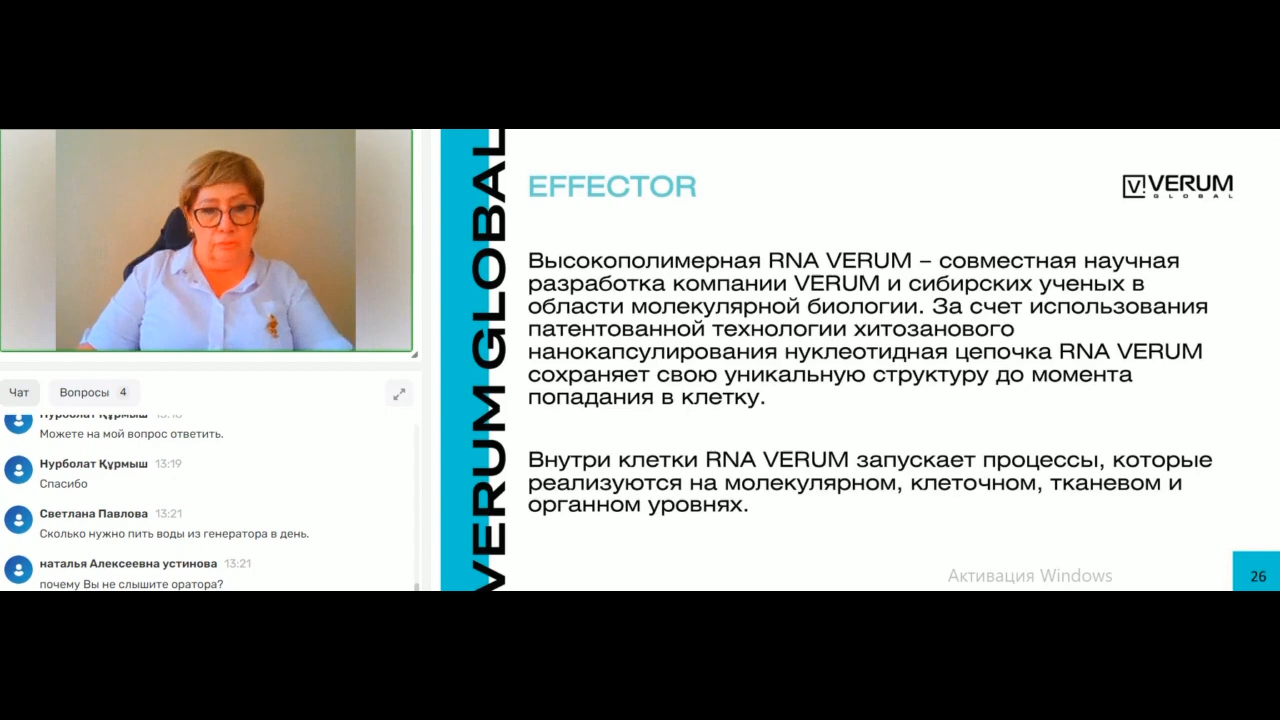 VERUM GLOBAL
EFFECTOR
V! VERUM
GLOBAL
Высокополимерная RNA VERUM – совместная научная
разработка компании VERUM и сибирских ученых в
области молекулярной биологии. За счет использования
патентованной технологии хитозанового
нанокапсулирования нуклеотидная цепочка RNA VERUM
сохраняет свою уникальную структуру до момента
попадания в клетку.
Внутри клетки RNA VERUM запускает процессы, которые
реализуются на молекулярном, клеточном, тканевом и
органном уровнях.
Активация Windows
26
Чат
Вопросы 4
Нурболат Құрмыш
Можете на мой вопрос ответить.
Нурболат Құрмыш 13:19
Спасибо
Светлана Павлова 13:21
Сколько нужно пить воды из генератора в день.
наталья Алексеевна устинова 13:21
почему Вы не слышите оратора?